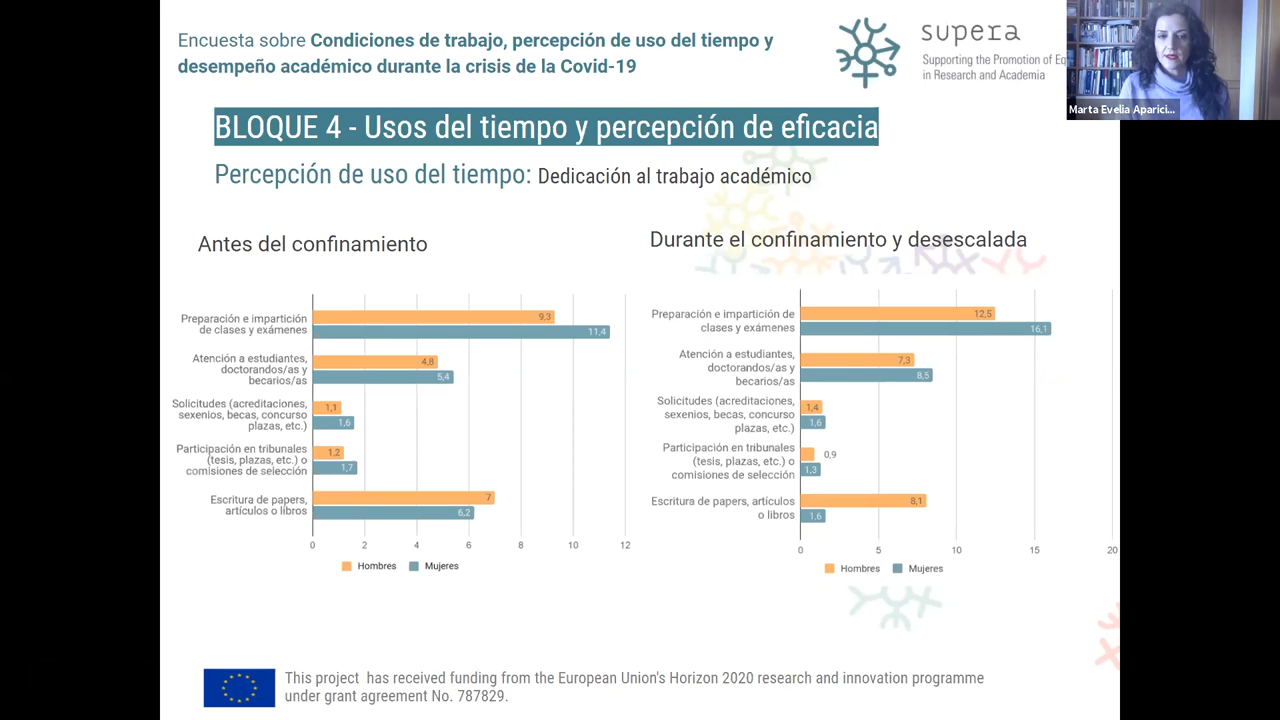 Encuesta sobre Condiciones de trabajo, percepción de uso del tiempo y
desempeño académico durante la crisis de la Covid-19
supera
Supporting the Promotion of Eq
in Research and Academia
Marta Evelia Aparici...
BLOQUE 4 - Usos del tiempo y percepción de eficacia
Percepción de uso del tiempo: Dedicación al trabajo académico
Antes del confinamiento
Preparación e impartición
de clases y exámenes
9,3
11,4
Atención a estudiantes,
doctorandos/as y
becarios/as
4,8
5,4
Solicitudes (acreditaciones,
sexenios, becas, concurso
plazas, etc.)
1,1
1,6
Participación en tribunales
(tesis, plazas, etc.) o
comisiones de selección
1,2
1,7
Escritura de papers,
artículos o libros
7
6,2
0 2 4 6 8 10 12
Hombres Mujeres
Durante el confinamiento y desescalada
Preparación e impartición de
clases y exámenes
12,5
16,1
Atención a estudiantes,
doctorandos/as y
becarios/as
7,3
8,5
Solicitudes (acreditaciones,
sexenios, becas, concurso
plazas, etc.)
1,4
1,6
Participación en tribunales
(tesis, plazas, etc.) o
comisiones de selección
0,9
1,3
Escritura de papers, artículos
o libros
8,1
1,6
0 5 10 15 20
Hombres Mujeres
This project has received funding from the European Union's Horizon 2020 research and innovation programme
under grant agreement No. 787829.